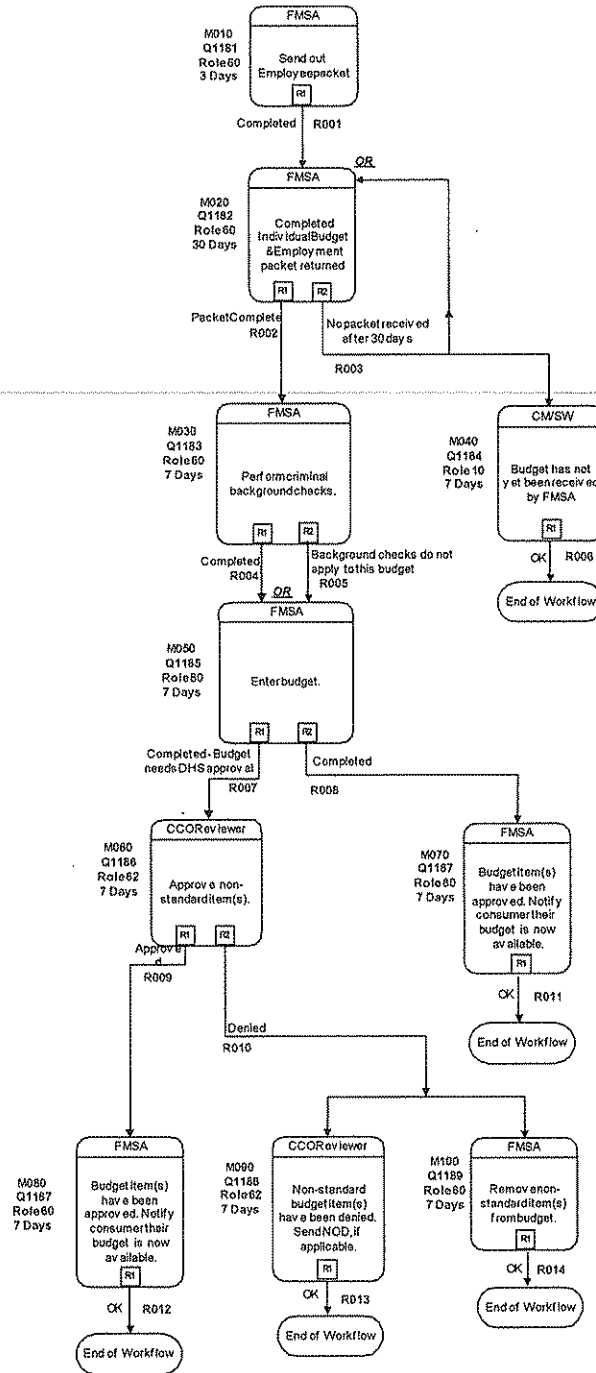 FMSA
M010
Q1181
Role60
3 Days
Send out
Employee packet
R1
Completed
R001
OR
FMSA
M020
Q1182
Role60
30 Days
Completed
Individual Budget
& Employment
packet returned
R1
R2
Packet Complete
R002
No packet received
after 30 days
R003
FMSA
M030
Q1183
Role60
7 Days
Perform criminal
background checks.
R1
R2
CM/SW
M040
Q1184
Role10
7 Days
Budget has not
yet been received
by FMSA
R1
OK
R006
End of Workflow
Completed
R004
Background checks do not
apply to this budget
R005
OR
FMSA
M050
Q1185
Role60
7 Days
Enter budget.
R1
R2
Completed - Budget
needs DHS approval
R007
Completed
R008
CCO Reviewer
M060
Q1186
Role62
7 Days
Approve non-
standard item(s).
R1
R2
FMSA
M070
Q1187
Role60
7 Days
Budget item(s)
have been
approved. Notify
consumer their
budget is now
available.
R1
OK
R011
End of Workflow
Approve
d
R009
Denied
R010
FMSA
M080
Q1187
Role60
7 Days
Budget item(s)
have been
approved. Notify
consumer their
budget is now
available.
R1
OK
R012
End of Workflow
CCO Reviewer
M090
Q1188
Role62
7 Days
Non-standard
budget item(s)
have been denied.
Send NOD, if
applicable.
R1
OK
R013
End of Workflow
FMSA
M100
Q1189
Role60
7 Days
Remove non-
standard item(s)
from budget.
R1
OK
R014
End of Workflow